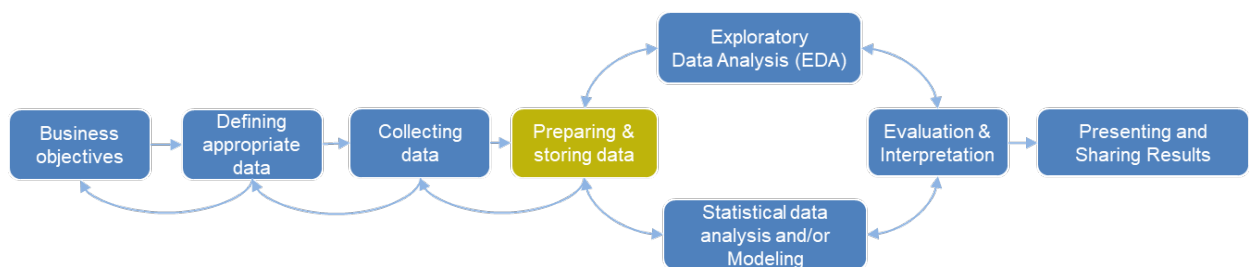 Business
objectives
Defining
appropriate
data
Collecting
data
Preparing &
storing data
Exploratory
Data Analysis (EDA)
Statistical data
analysis and/or
Modeling
Evaluation &
Interpretation
Presenting and
Sharing Results